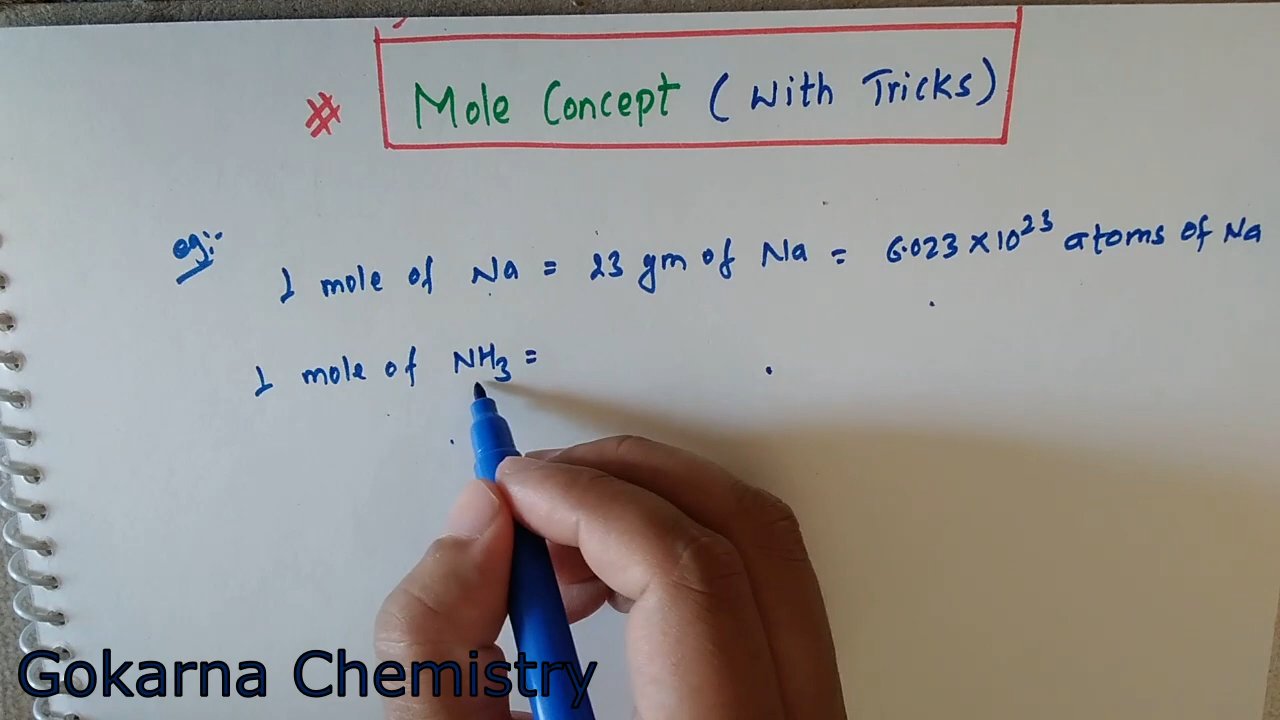 # Mole Concept (With Tricks)
eg:-
1 mole of Na = 23 gm of Na = 6.023 × 10²³ atoms of Na
1 mole of NH₃ =
Gokarna Chemistry